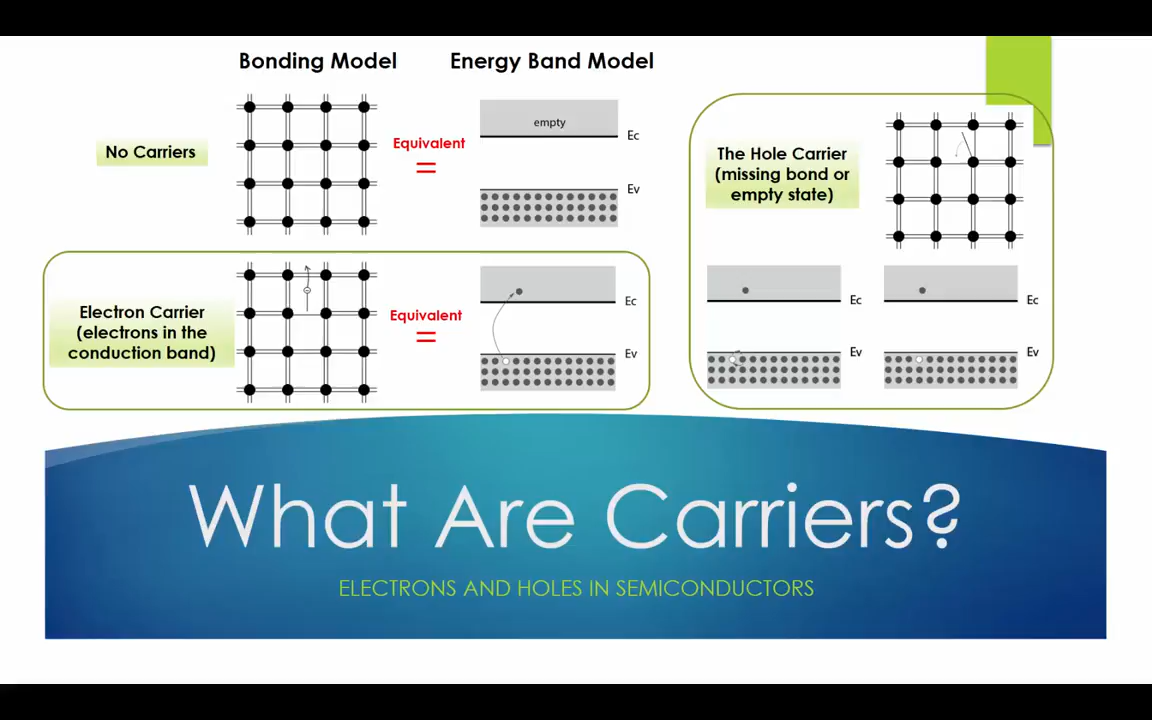 Bonding Model
Energy Band Model
No Carriers
Equivalent
=
empty
Ec
Ev
Electron Carrier
(electrons in the
conduction band)
Equivalent
=
Ec
Ev
The Hole Carrier
(missing bond or
empty state)
Ec
Ev
Ec
Ev
What Are Carriers?
ELECTRONS AND HOLES IN SEMICONDUCTORS